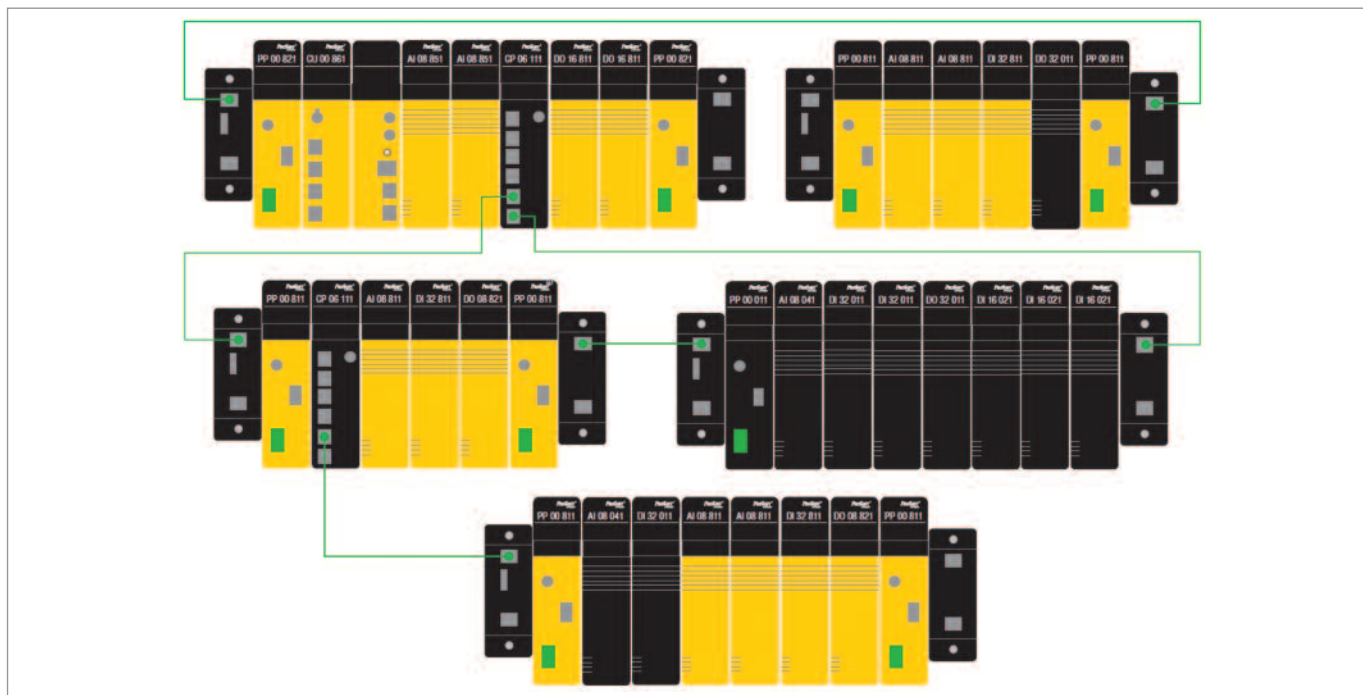 PP 00 821 CU 00 861 AI 08 851 AI 08 851 CP 06 111 DO 16 811 DO 16 811 PP 00 821
PP 00 811 AI 08 811 AI 08 811 DI 32 811 DO 32 011 PP 00 811
PP 00 811 CP 06 111 AI 08 811 DI 32 811 DO 08 821 PP 00 811
PP 00 011 AI 08 041 DI 32 011 DI 32 011 DO 32 011 DI 16 021 DI 16 021 DI 16 021
PP 00 811 AI 08 041 DI 32 011 AI 08 811 AI 08 811 DI 32 811 DO 08 821 PP 00 811